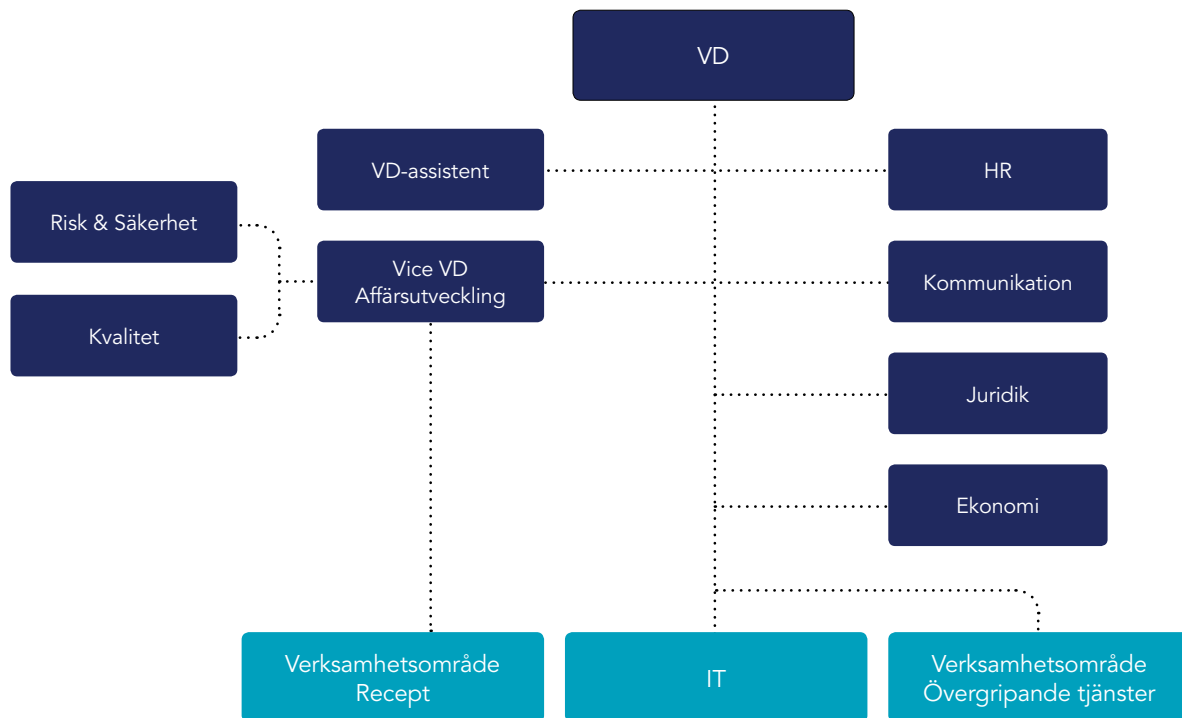 VD
VD-assistent
HR
Risk & Säkerhet
Vice VD
Affärsutveckling
Kommunikation
Kvalitet
Juridik
Ekonomi
Verksamhetsområde
Recept
IT
Verksamhetsområde
Övergripande tjänster